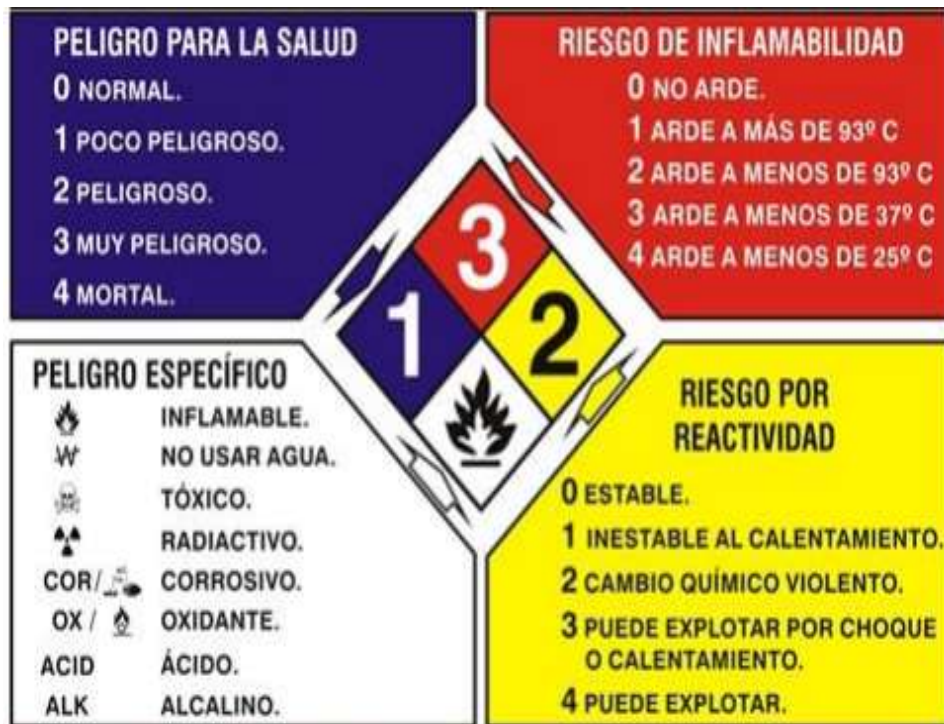 PELIGRO PARA LA SALUD
0 NORMAL.
1 POCO PELIGROSO.
2 PELIGROSO.
3 MUY PELIGROSO.
4 MORTAL.
RIESGO DE INFLAMABILIDAD
0 NO ARDE.
1 ARDE A MÁS DE 93º C
2 ARDE A MENOS DE 93º C
3 ARDE A MENOS DE 37º C
4 ARDE A MENOS DE 25º C
3
1
2
PELIGRO ESPECÍFICO
INFLAMABLE.
W NO USAR AGUA.
TÓXICO.
RADIACTIVO.
COR/ CORROSIVO.
OX / OXIDANTE.
ACID ÁCIDO.
ALK ALCALINO.
RIESGO POR
REACTIVIDAD
0 ESTABLE.
1 INESTABLE AL CALENTAMIENTO.
2 CAMBIO QUÍMICO VIOLENTO.
3 PUEDE EXPLOTAR POR CHOQUE
O CALENTAMIENTO.
4 PUEDE EXPLOTAR.